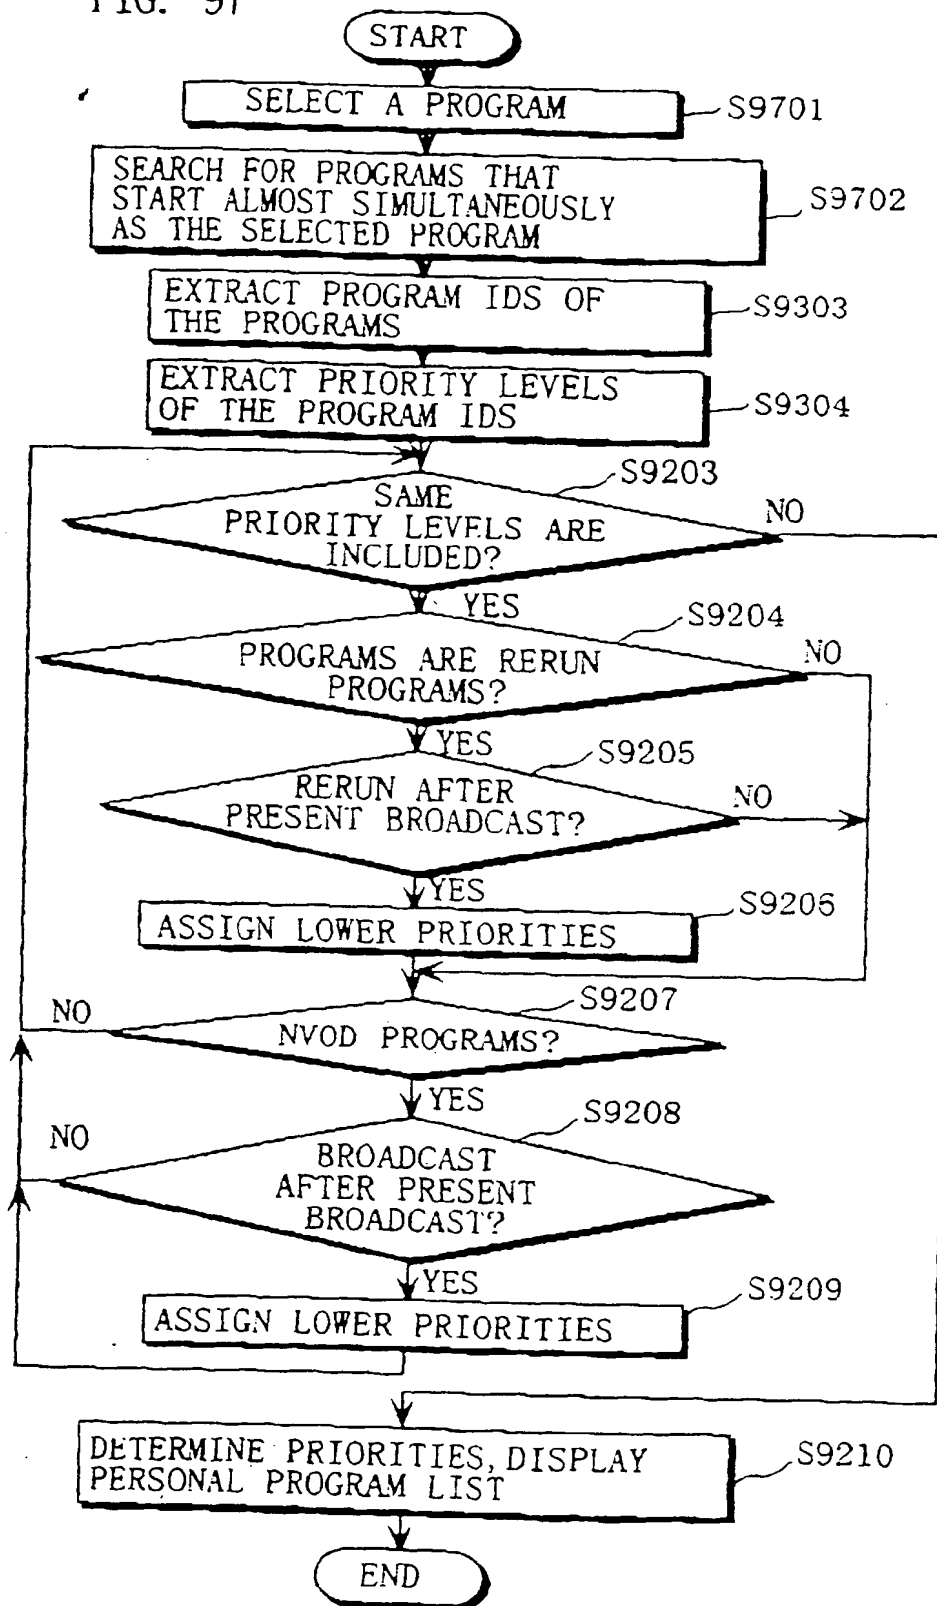 FIG. 97
START
SELECT A PROGRAM
S9701
SEARCH FOR PROGRAMS THAT
START ALMOST SIMULTANEOUSLY
AS THE SELECTED PROGRAM
S9702
EXTRACT PROGRAM IDS OF
THE PROGRAMS
S9303
EXTRACT PRIORITY LEVELS
OF THE PROGRAM IDS
S9304
S9203
SAME
PRIORITY LEVELS ARE
INCLUDED?
NO
YES
S9204
PROGRAMS ARE RERUN
PROGRAMS?
NO
YES
S9205
RERUN AFTER
PRESENT BROADCAST?
NO
YES
S9206
ASSIGN LOWER PRIORITIES
S9207
NO
NVOD PROGRAMS?
YES
S9208
NO
BROADCAST
AFTER PRESENT
BROADCAST?
YES
S9209
ASSIGN LOWER PRIORITIES
DETERMINE PRIORITIES, DISPLAY
PERSONAL PROGRAM LIST
S9210
END